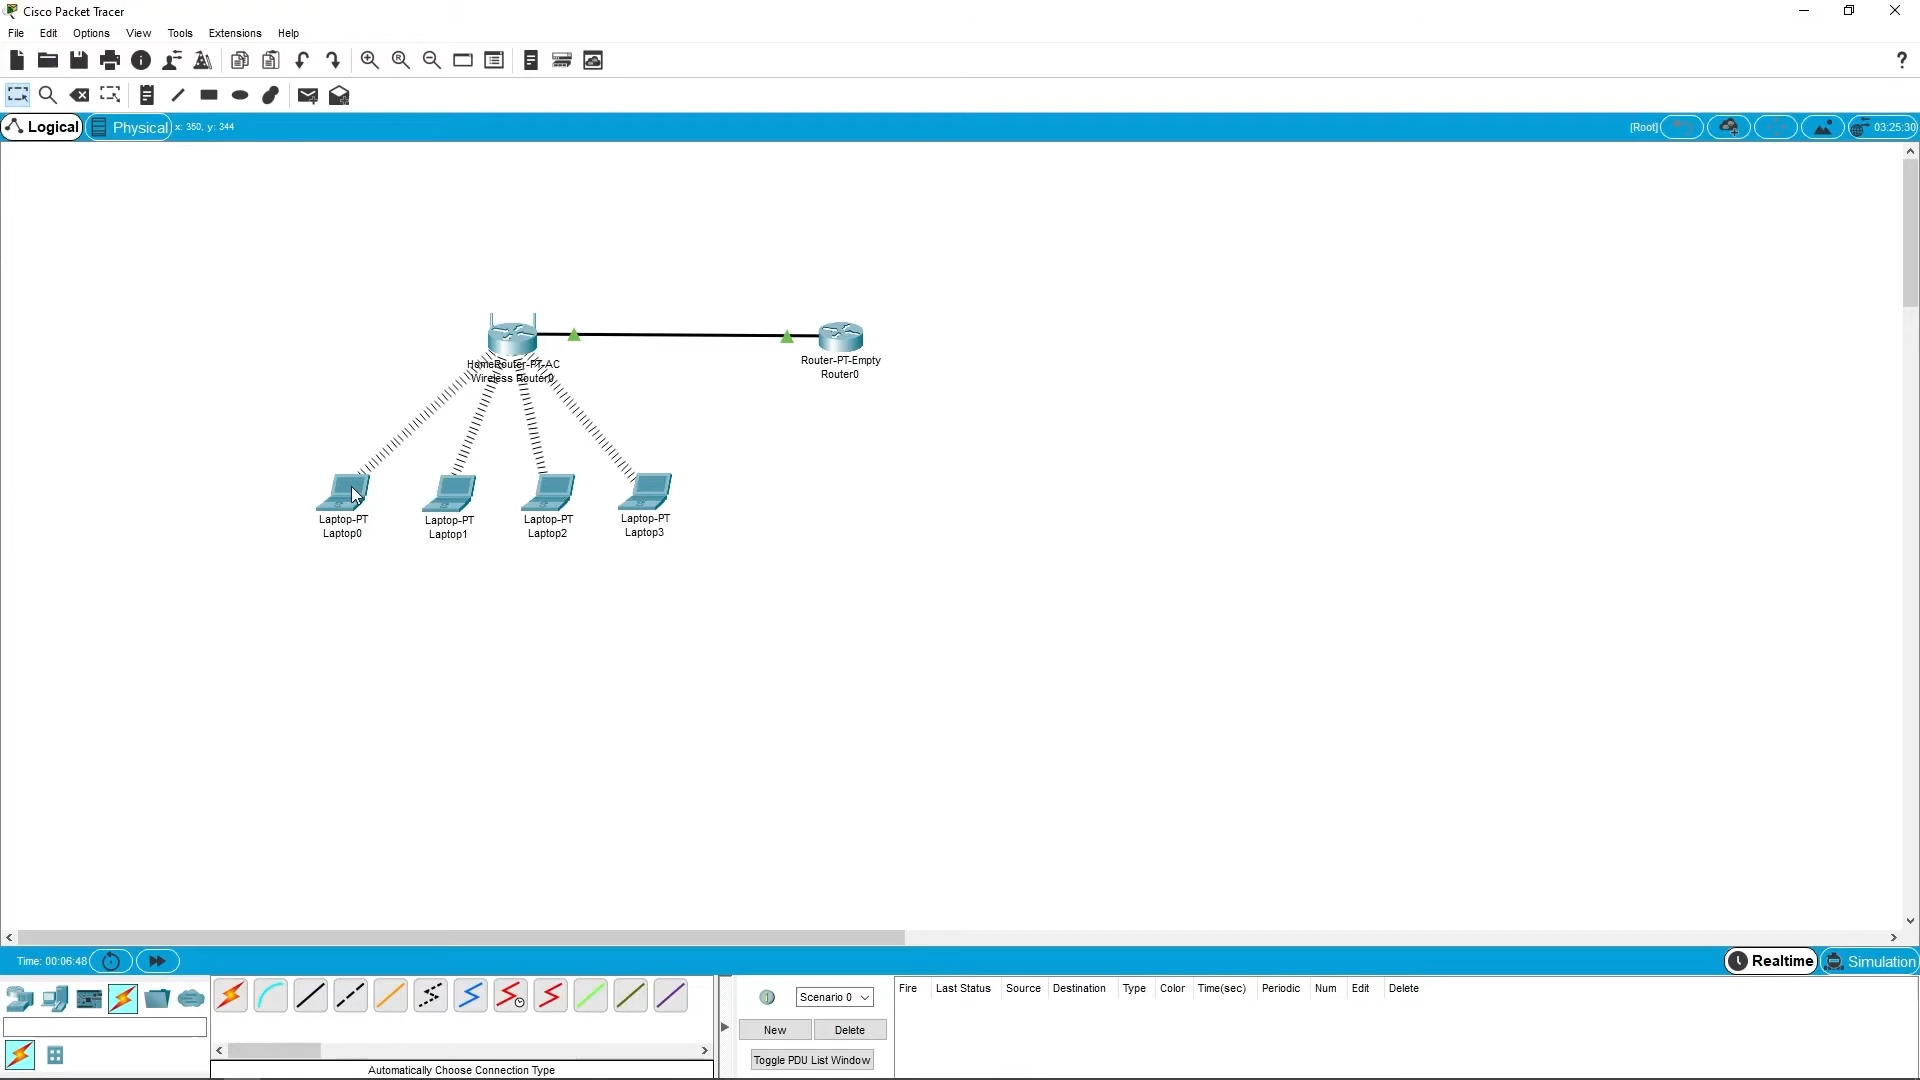 Cisco Packet Tracer
File Edit Options View Tools Extensions Help
Logical Physical x: 350, y: 344 [Root] 03:25:30
HomeRouter-PT-AC
Wireless Router0
Router-PT-Empty
Router0
Laptop-PT
Laptop0
Laptop-PT
Laptop1
Laptop-PT
Laptop2
Laptop-PT
Laptop3
Time: 00:06:48 Realtime Simulation
Scenario 0
New Delete
Toggle PDU List Window
Fire Last Status Source Destination Type Color Time(sec) Periodic Num Edit Delete
Automatically Choose Connection Type